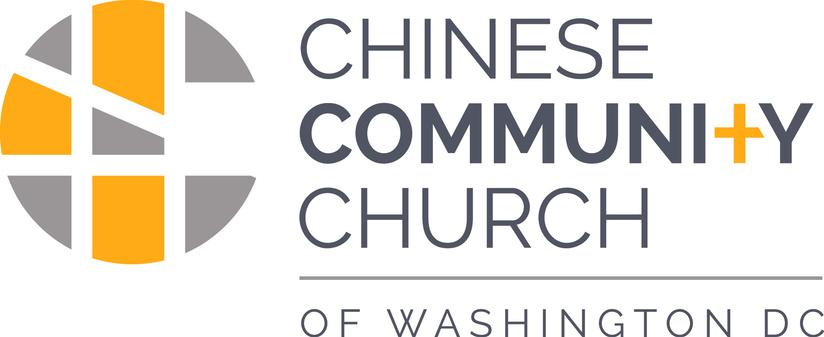 CHINESE
COMMUNITY
CHURCH
OF WASHINGTON DC